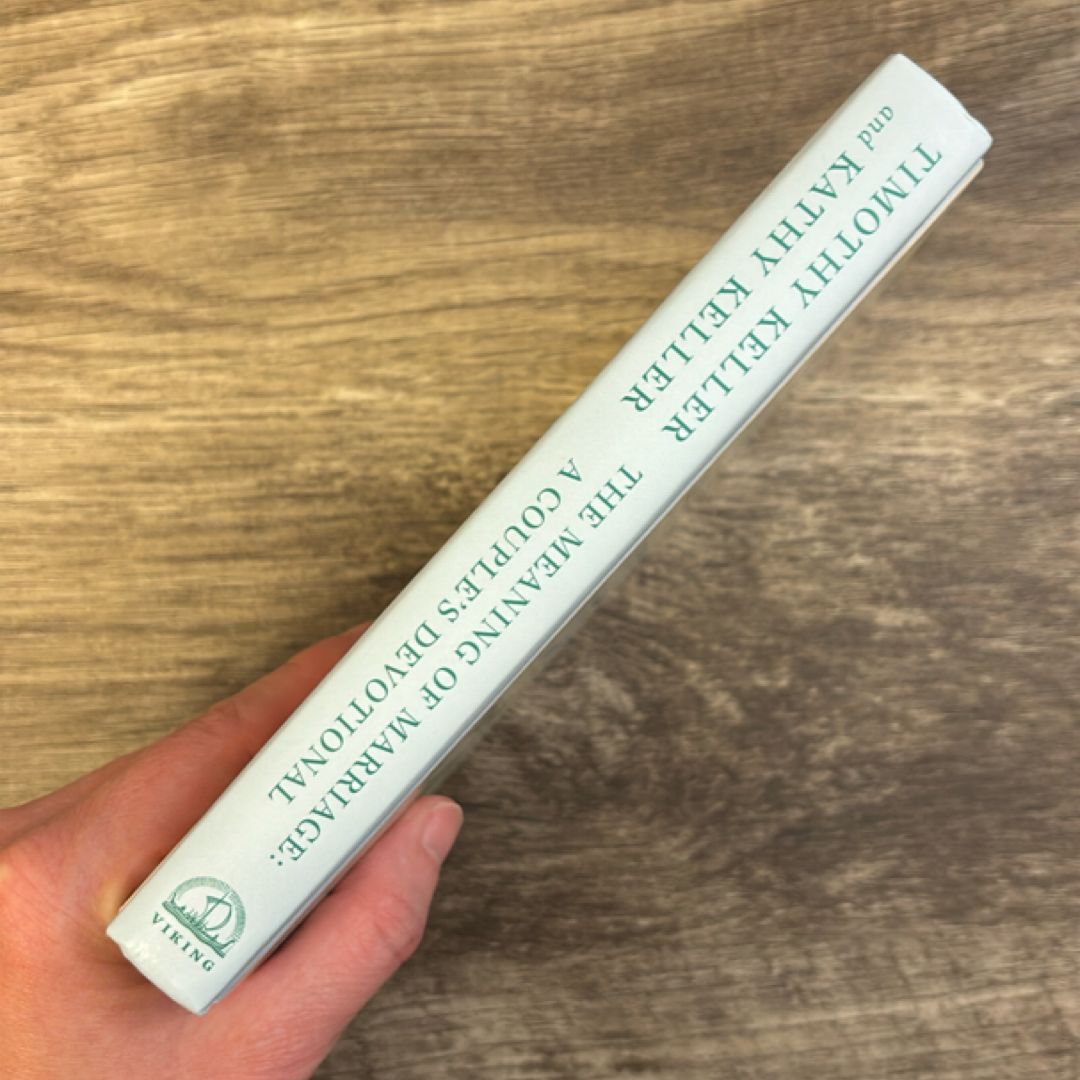 TIMOTHY KELLER
and KATHY KELLER
THE MEANING OF MARRIAGE:
A COUPLE'S DEVOTIONAL
VIKING